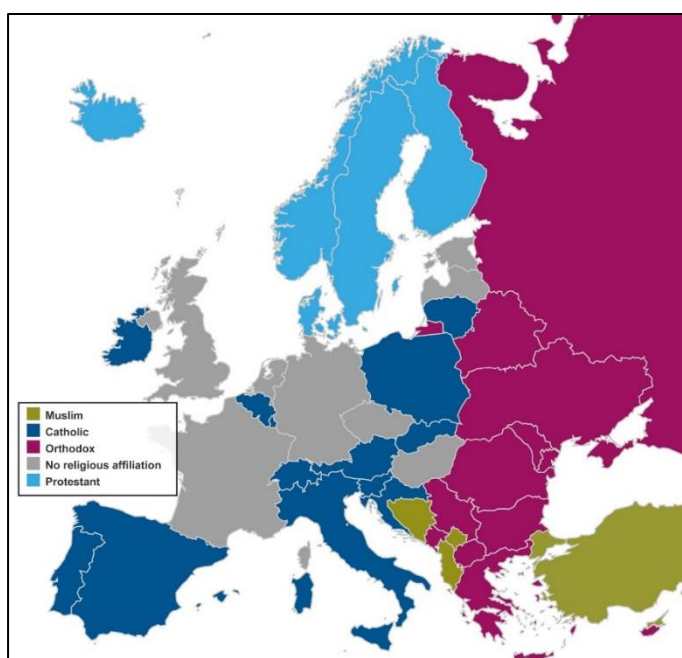 Muslim
Catholic
Orthodox
No religious affiliation
Protestant